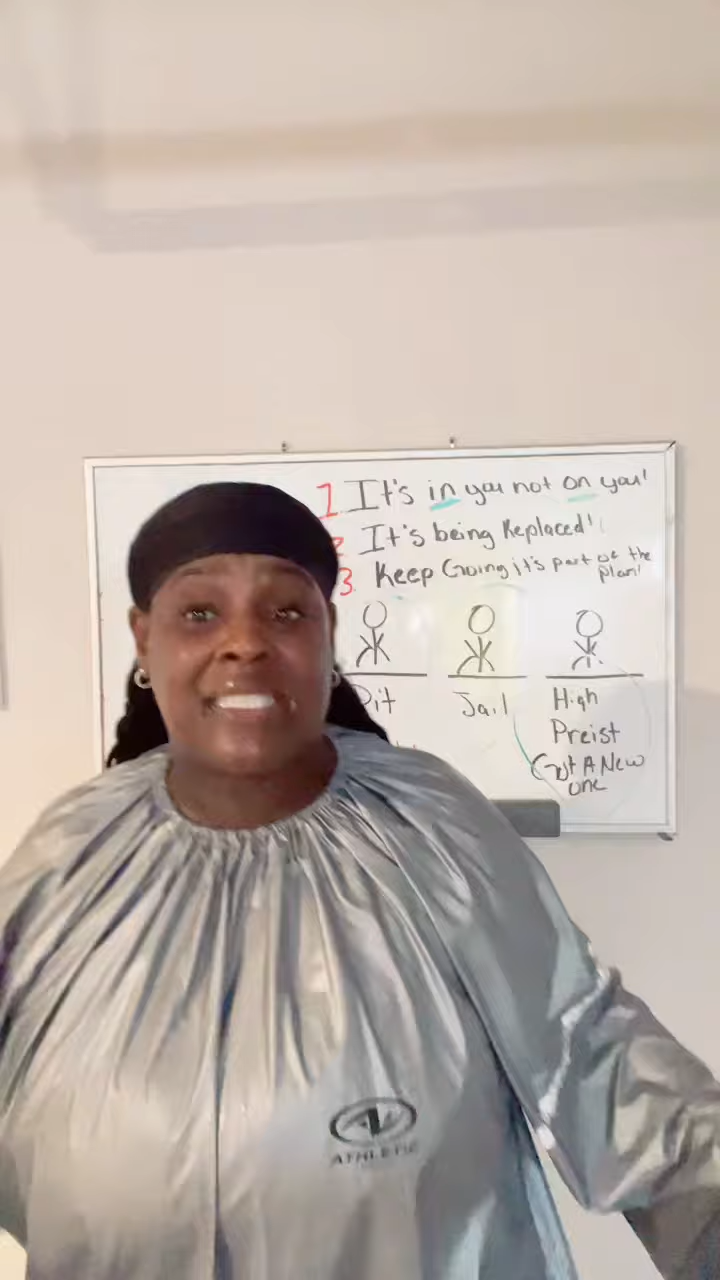 1 It's in you not on you!
2 It's being Replaced!
3. Keep Going it's part of the
plan!
Pit
Jail
High
Preist
Got A New
one
ATHLETIC